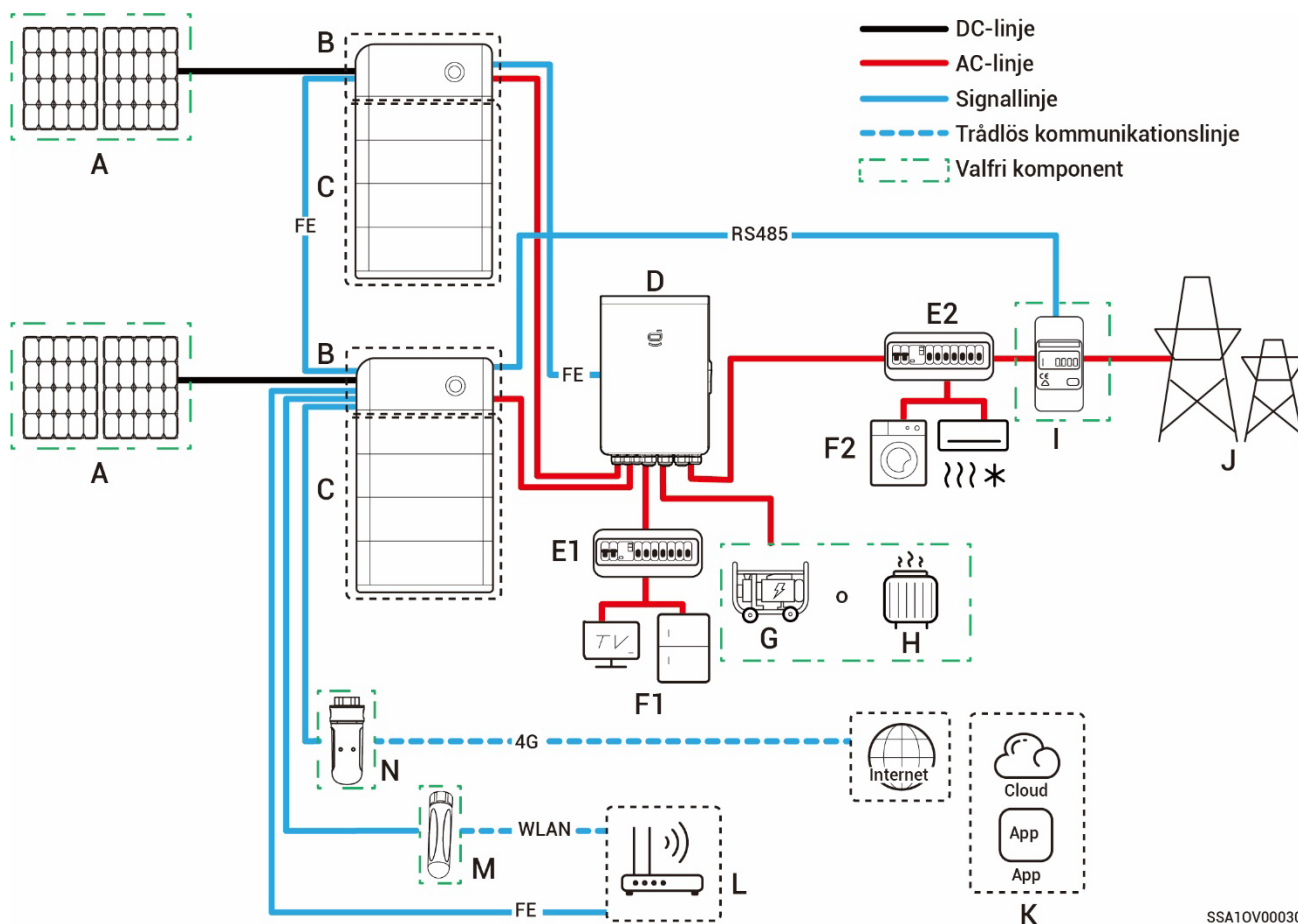 DC-linje
AC-linje
Signallinje
Trådlös kommunikationslinje
Valfri komponent
A
B
C
FE
RS485
D
E2
FE
F2
I
J
A
B
C
E1
TV
F1
G
o
H
N
4G
Internet
Cloud
App
App
K
M
WLAN
L
FE